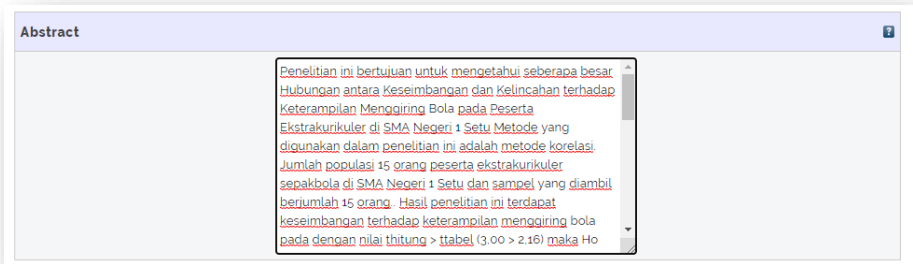 Abstract
Penelitian ini bertujuan untuk mengetahui seberapa besar
Hubungan antara Keseimbangan dan Kelincahan terhadap
Keterampilan Menggiring Bola pada Peserta
Ekstrakurikuler di SMA Negeri 1 Setu Metode yang
digunakan dalam penelitian ini adalah metode korelasi.
Jumlah populasi 15 orang peserta ekstrakurikuler
sepakbola di SMA Negeri 1 Setu dan sampel yang diambil
berjumlah 15 orang.. Hasil penelitian ini terdapat
keseimbangan terhadap keterampilan menggiring bola
pada dengan nilai thitung > ttabel (3.00 > 2.16) maka Ho